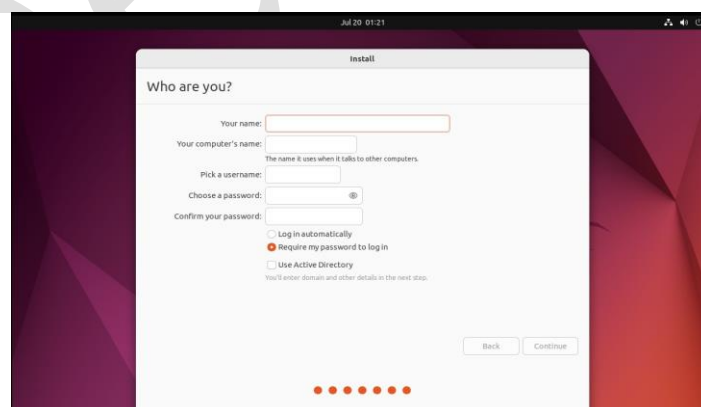 Jul 20 01:21
Install
Who are you?
Your name:
Your computer's name:
The name it uses when it talks to other computers.
Pick a username:
Choose a password:
Confirm your password:
Log in automatically
Require my password to log in
Use Active Directory
You'll enter domain and other details in the next step.
Back Continue